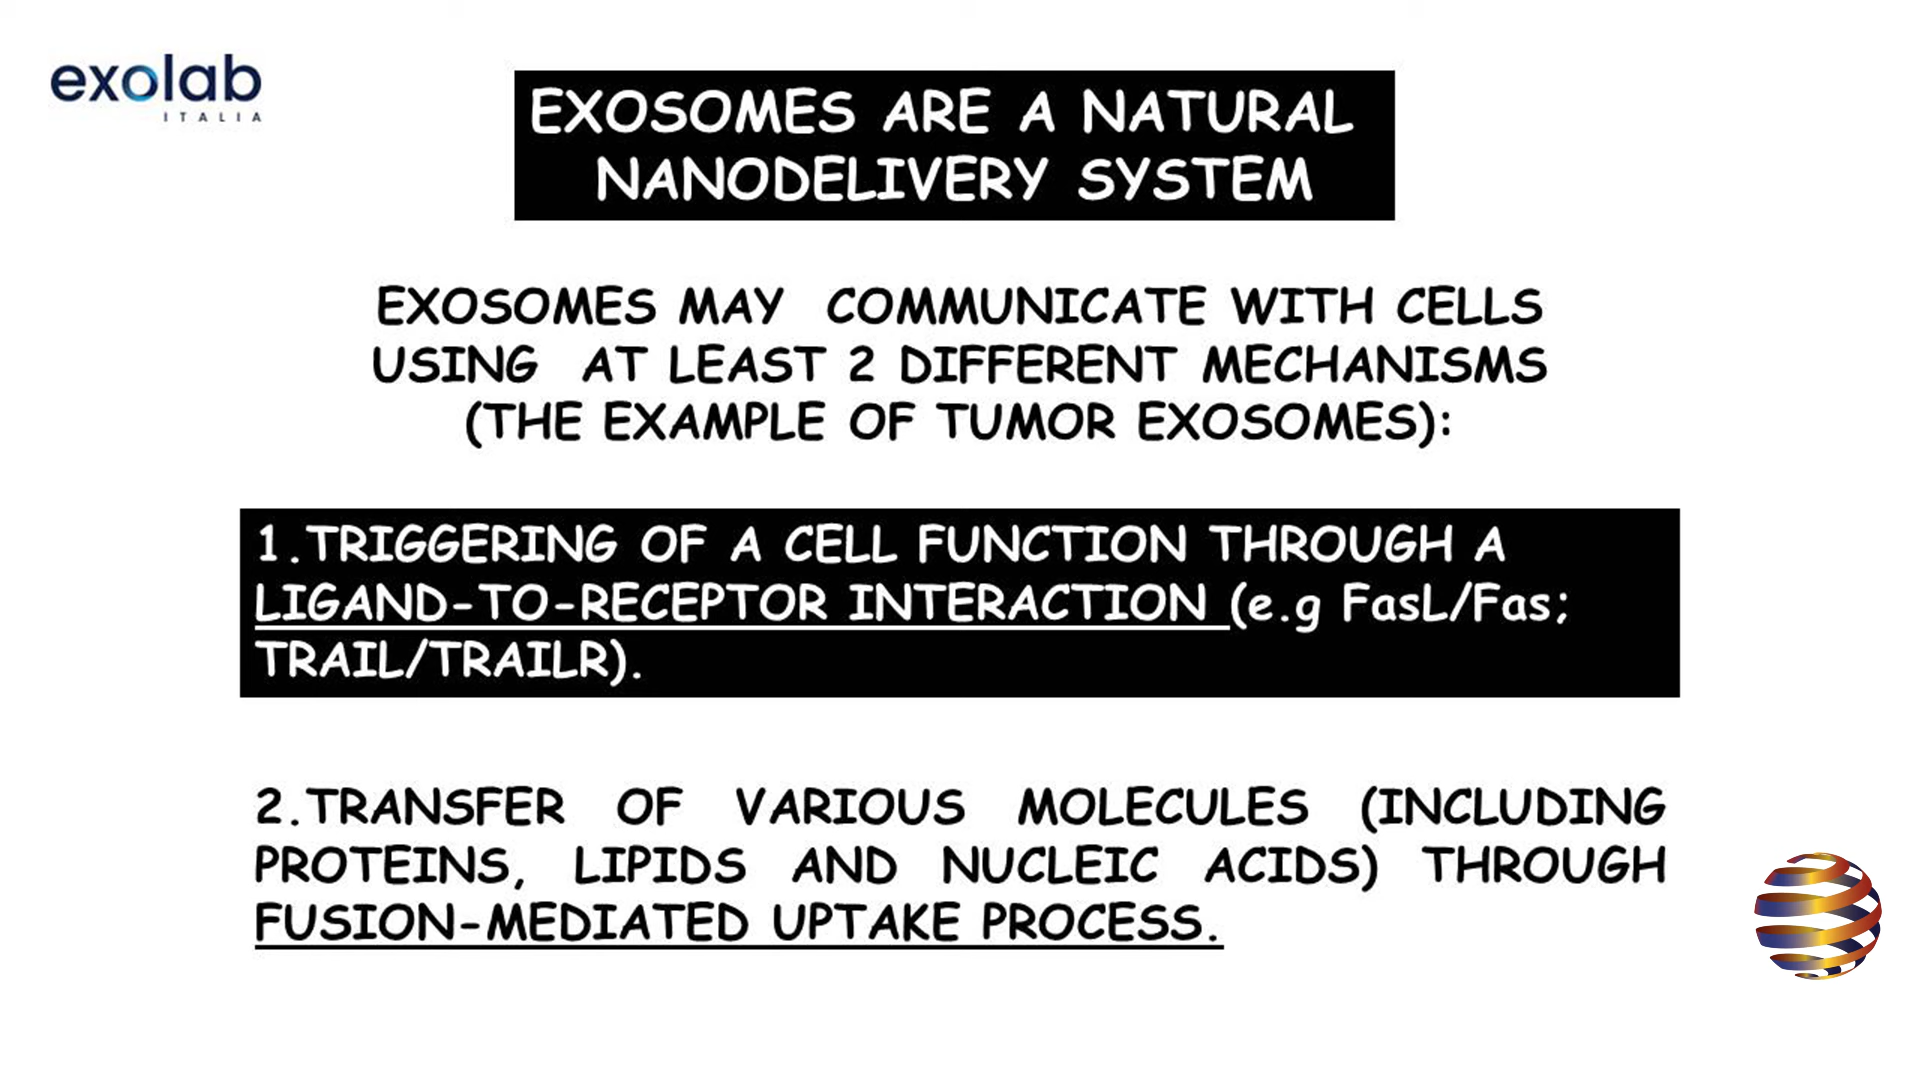 exolab
ITALIA
EXOSOMES ARE A NATURAL
NANODELIVERY SYSTEM
EXOSOMES MAY COMMUNICATE WITH CELLS
USING AT LEAST 2 DIFFERENT MECHANISMS
(THE EXAMPLE OF TUMOR EXOSOMES):
1.TRIGGERING OF A CELL FUNCTION THROUGH A
LIGAND-TO-RECEPTOR INTERACTION (e.g FasL/Fas;
TRAIL/TRAILR).
2.TRANSFER OF VARIOUS MOLECULES (INCLUDING
PROTEINS, LIPIDS AND NUCLEIC ACIDS) THROUGH
FUSION-MEDIATED UPTAKE PROCESS.